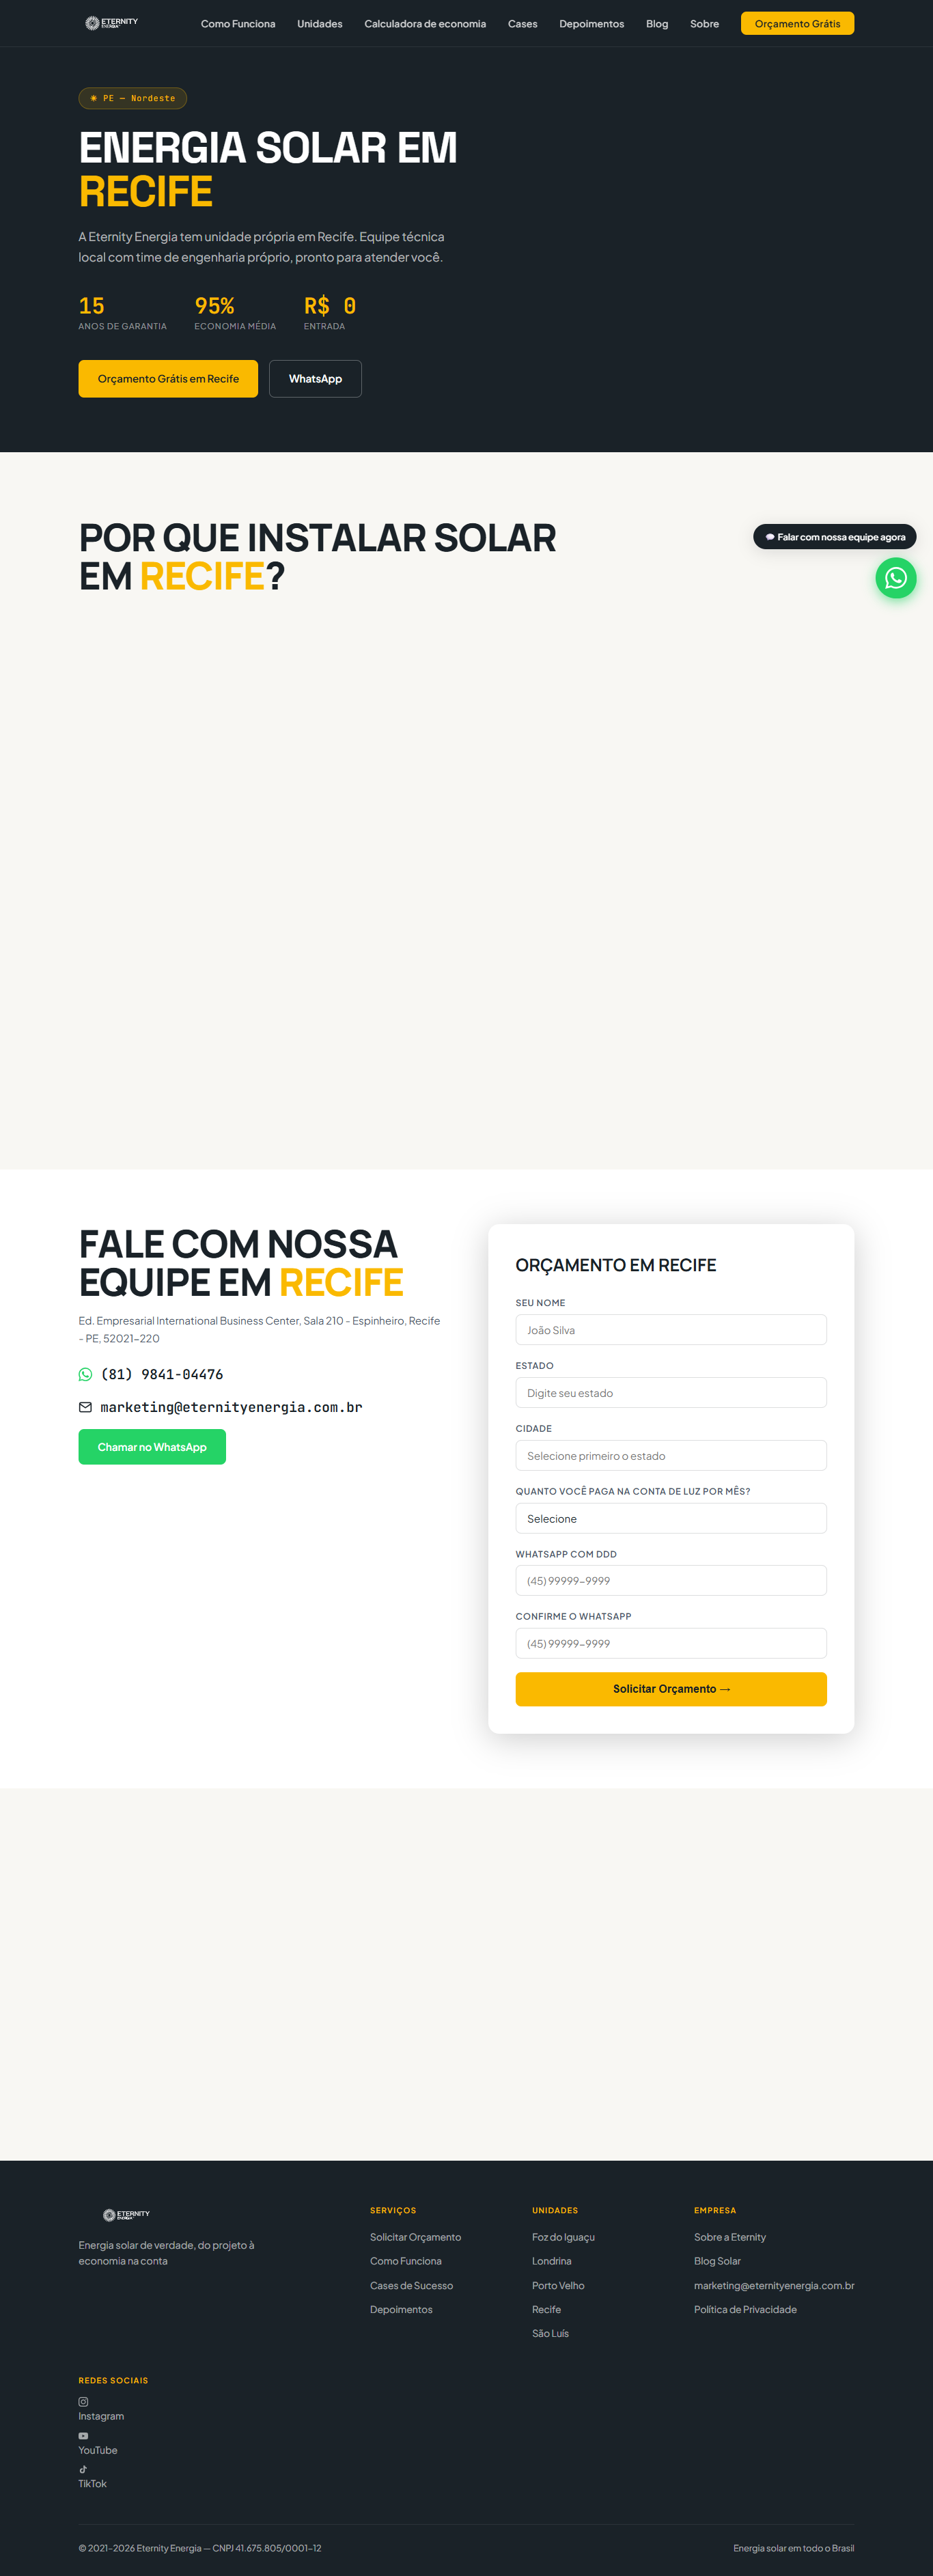 ETERNITY
ENERGIA
Como Funciona
Unidades
Calculadora de economia
Cases
Depoimentos
Blog
Sobre
Orçamento Grátis
☀ PE — Nordeste
ENERGIA SOLAR EM
RECIFE
A Eternity Energia tem unidade própria em Recife. Equipe técnica
local com time de engenharia próprio, pronto para atender você.
15
ANOS DE GARANTIA
95%
ECONOMIA MÉDIA
R$ 0
ENTRADA
Orçamento Grátis em Recife
WhatsApp
POR QUE INSTALAR SOLAR
EM RECIFE?
Falar com nossa equipe agora
FALE COM NOSSA
EQUIPE EM RECIFE
Ed. Empresarial International Business Center, Sala 210 - Espinheiro, Recife
- PE, 52021-220
(81) 9841-04476
marketing@eternityenergia.com.br
Chamar no WhatsApp
ORÇAMENTO EM RECIFE
SEU NOME
João Silva
ESTADO
Digite seu estado
CIDADE
Selecione primeiro o estado
QUANTO VOCÊ PAGA NA CONTA DE LUZ POR MÊS?
Selecione
WHATSAPP COM DDD
(45) 99999-9999
CONFIRME O WHATSAPP
(45) 99999-9999
Solicitar Orçamento →
ETERNITY
ENERGIA
Energia solar de verdade, do projeto à
economia na conta
SERVIÇOS
Solicitar Orçamento
Como Funciona
Cases de Sucesso
Depoimentos
UNIDADES
Foz do Iguaçu
Londrina
Porto Velho
Recife
São Luís
EMPRESA
Sobre a Eternity
Blog Solar
marketing@eternityenergia.com.br
Política de Privacidade
REDES SOCIAIS
Instagram
YouTube
TikTok
© 2021-2026 Eternity Energia — CNPJ 41.675.805/0001-12
Energia solar em todo o Brasil